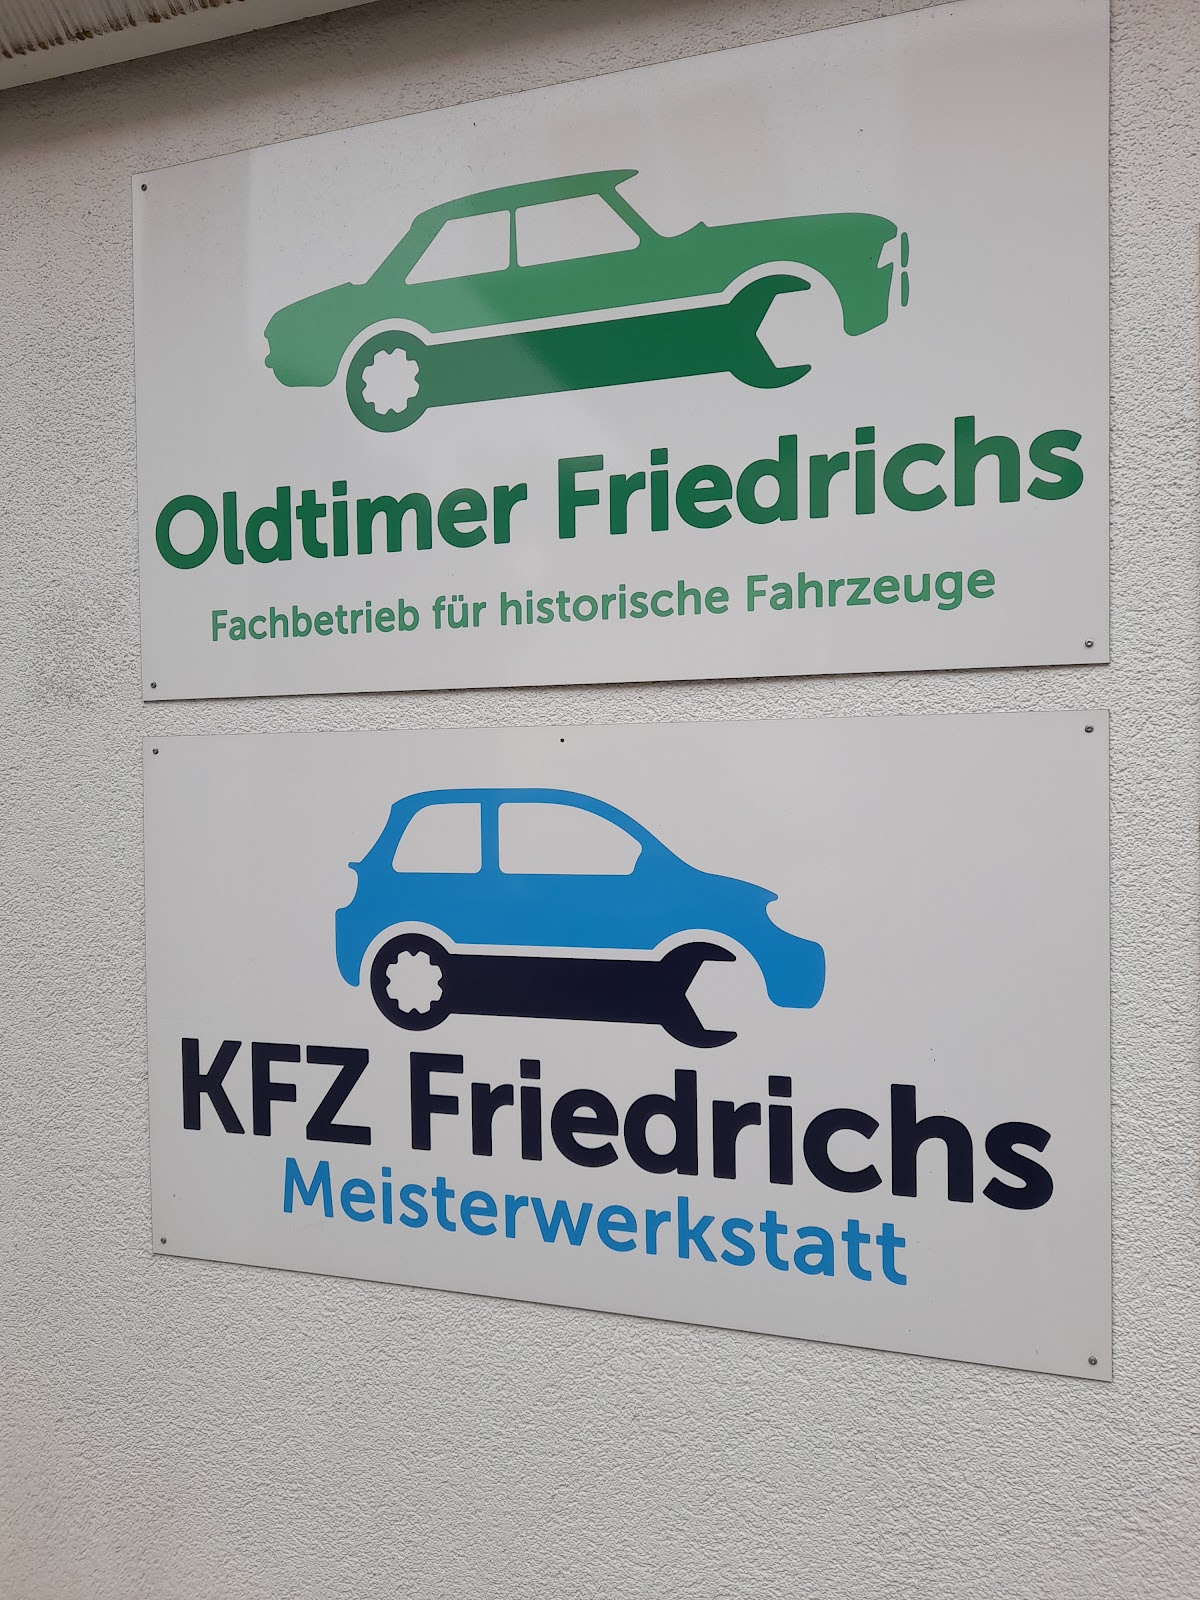 Oldtimer Friedrichs
Fachbetrieb für historische Fahrzeuge
KFZ Friedrichs
Meisterwerkstatt